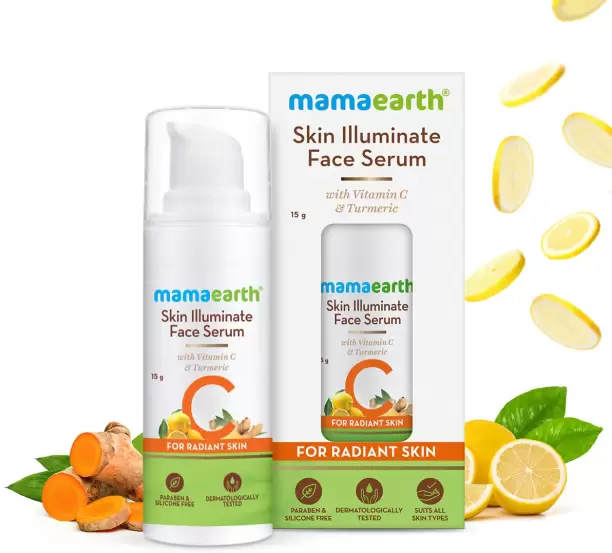 mamaearth®
Skin Illuminate
Face Serum
with Vitamin C
& Turmeric
15 g
C
FOR RADIANT SKIN
PARABEN &
SILICONE FREE
DERMATOLOGICALLY
TESTED
mamaearth®
Skin Illuminate
Face Serum
with Vitamin C
& Turmeric
15 g
mamaearth
Skin Illuminate
Face Serum
with Vitamin C
& Turmeric
5 g
C
FOR RADIANT SKIN
FOR RADIANT SKIN
PARABEN &
SILICONE FREE
DERMATOLOGICALLY
TESTED
SUITS ALL
SKIN TYPES